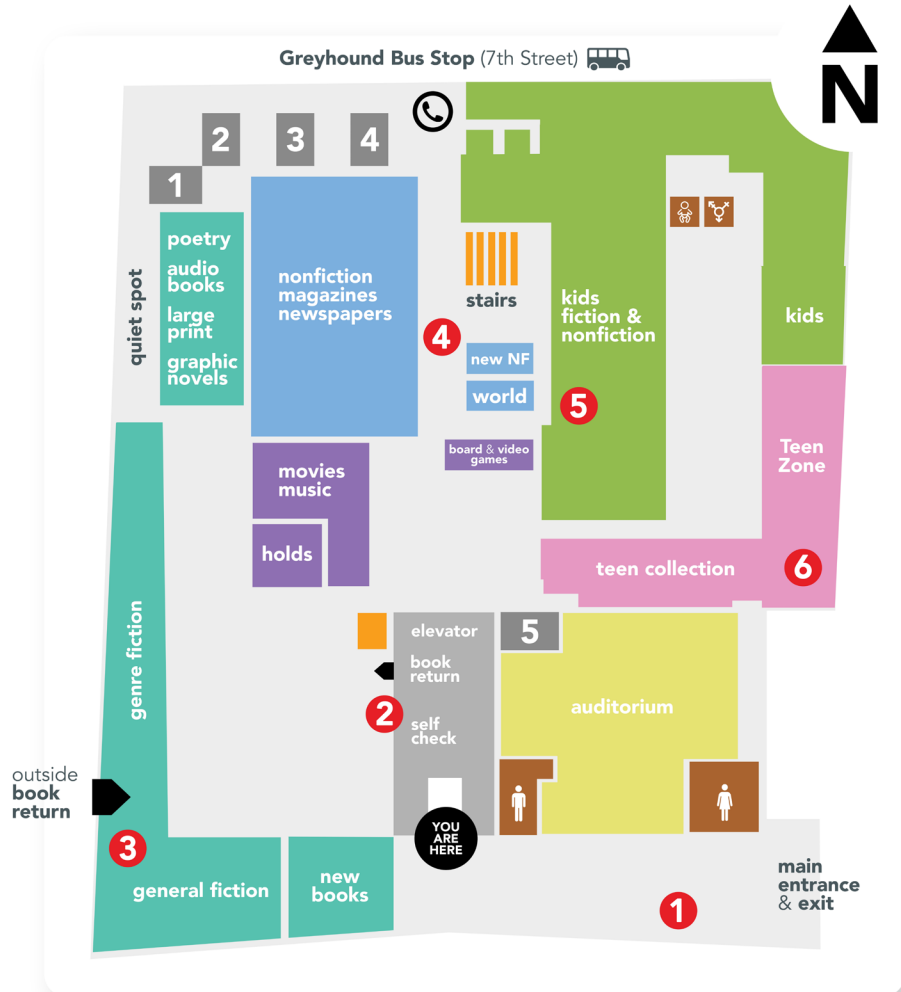 Greyhound Bus Stop (7th Street)
N
2
3
4
1
poetry
audio
books
large
print
graphic
novels
quiet spot
nonfiction
magazines
newspapers
stairs
4
new NF
world
board & video
games
kids
fiction &
nonfiction
5
kids
Teen
Zone
movies
music
holds
teen collection
6
genre fiction
elevator
book
return
2
self
check
5
auditorium
outside
book
return
3
general fiction
new
books
YOU
ARE
HERE
1
main
entrance
& exit